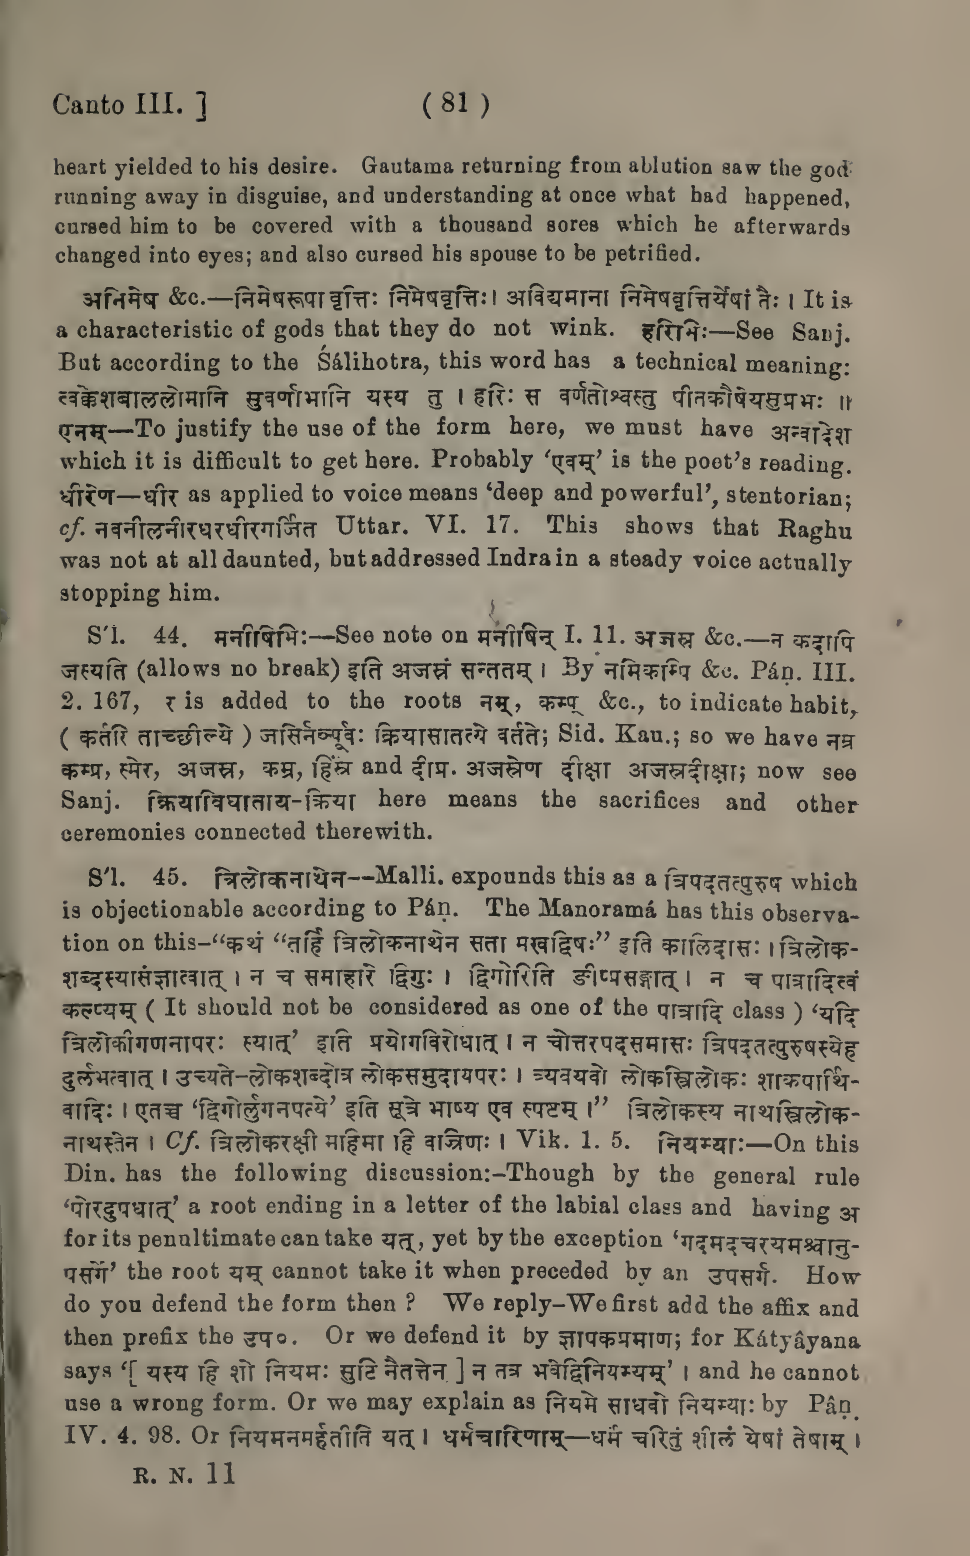 Canto III. ] ( 81 )
heart yielded to his desire. Gautama returning from ablution saw the god
running away in disguise, and understanding at once what had happened,
cursed him to be covered with a thousand sores which he afterwards
changed into eyes; and also cursed his spouse to be petrified.
अनिमेष &c.—निमेषरूपा वृत्तिः निमेषवृत्तिः। अविद्यमाना निमेषवृत्तिर्येषां तैः । It is
a characteristic of gods that they do not wink. हरिभिः—See Sanj.
But according to the Śálihotra, this word has a technical meaning:
त्वक्केशबाललोमानि सुवर्णाभानि यस्य तु । हरिः स वर्णतोश्वस्तु पीतकौषेयसुप्रभः ॥
एनम्—To justify the use of the form here, we must have अन्वादेश
which it is difficult to get here. Probably ‘एवम्’ is the poet’s reading.
धीरेण—धीर as applied to voice means ‘deep and powerful’, stentorian;
cf. नवनीलनीरधरधीरगर्जित Uttar. VI. 17. This shows that Raghu
was not at all daunted, but addressed Indra in a steady voice actually
stopping him.
S'l. 44. मनीषिभिः—See note on मनीषिन् I. 11. अजस्र &c.—न कदापि
जस्यति (allows no break) इति अजस्रं सन्ततम् । By नमिकम्पि &c. Páṇ. III.
2. 167, र is added to the roots नम्, कम्प् &c., to indicate habit,
( कर्तरि ताच्छील्ये ) जसिर्नञ्पूर्वः क्रियासातत्ये वर्तते; Sid. Kau.; so we have नम्र
कम्प्र, स्मेर, अजस्र, कम्र, हिंस्र and दीप्र. अजस्रेण दीक्षा अजस्रदीक्षा; now see
Sanj. क्रियाविघाताय-क्रिया here means the sacrifices and other
ceremonies connected therewith.
S'l. 45. त्रिलोकनाथेन--Malli. expounds this as a त्रिपदतत्पुरुष which
is objectionable according to Páṇ. The Manoramá has this observa-
tion on this-“कथं “तर्हि त्रिलोकनाथेन सता मखद्विषः” इति कालिदासः । त्रिलोक-
शब्दस्यासंज्ञात्वात् । न च समाहारे द्विगुः । द्विगोरिति ङीप्प्रसङ्गात् । न च पात्रादित्वं
कल्प्यम् ( It should not be considered as one of the पात्रादि class ) ‘यदि
त्रिलोकीगणनापरः स्यात्’ इति प्रयोगविरोधात् । न चोत्तरपदसमासः त्रिपदतत्पुरुषस्येह
दुर्लभत्वात् । उच्यते-लोकशब्दोत्र लोकसमुदायपरः । त्र्यवयवो लोकस्त्रिलोकः शाकपार्थि-
वादिः । एतच्च ‘द्विगोर्लुगनपत्ये’ इति सूत्रे भाष्य एव स्पष्टम् ।” त्रिलोकस्य नाथस्त्रिलोक-
नाथस्तेन । Cf. त्रिलोकरक्षी महिमा हि वज्रिणः । Vik. 1. 5. नियम्याः—On this
Din. has the following discussion:–Though by the general rule
‘पोरदुपधात्’ a root ending in a letter of the labial class and having अ
for its penultimate can take यत्, yet by the exception ‘गदमदचरयमश्चानु-
पसर्गे’ the root यम् cannot take it when preceded by an उपसर्ग. How
do you defend the form then ? We reply–We first add the affix and
then prefix the उप०. Or we defend it by ज्ञापकप्रमाण; for Kátyâyana
says ‘[ यस्य हि शो नियमः सुटि नैतत्तेन ] न तत्र भवेद्विनियम्यम्’ । and he cannot
use a wrong form. Or we may explain as नियमे साधवो नियम्याः by Pâṇ.
IV. 4. 98. Or नियमनमर्हतीति यत् । धर्मचारिणाम्—धर्मं चरितुं शीलं येषां तेषाम् ।
R. N. 11